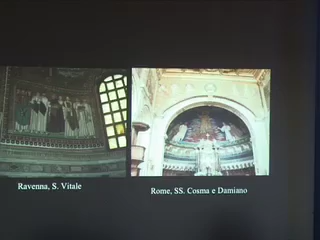 Ravenna, S. Vitale
Rome, SS. Cosma e Damiano